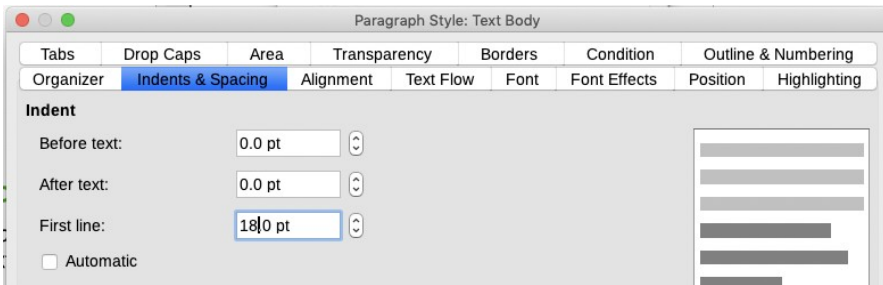 Paragraph Style: Text Body
Tabs Drop Caps Area Transparency Borders Condition Outline & Numbering
Organizer Indents & Spacing Alignment Text Flow Font Font Effects Position Highlighting
Indent
Before text: 0.0 pt
After text: 0.0 pt
First line: 18.0 pt
Automatic